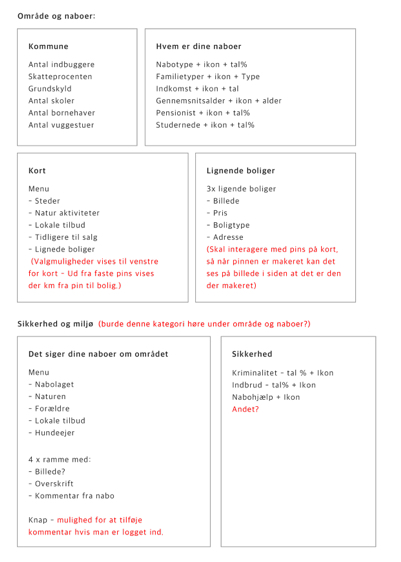 Område og naboer:
Kommune
Antal indbuggere
Skatteprocenten
Grundskyld
Antal skoler
Antal bornehaver
Antal vuggestuer
Hvem er dine naboer
Nabotype + ikon + tal%
Familietyper + ikon + Type
Indkomst + ikon + tal
Gennemsnitsalder + ikon + alder
Pensionist + ikon + tal%
Studernede + ikon + tal%
Kort
Menu
- Steder
- Natur aktiviteter
- Lokale tilbud
- Tidligere til salg
- Lignede boliger
(Valgmuligheder vises til venstre
for kort - Ud fra faste pins vises
der km fra pin til bolig.)
Lignende boliger
3x ligende boliger
- Billede
- Pris
- Boligtype
- Adresse
(Skal interagere med pins på kort,
så når pinnen er makeret kan det
ses på billede i siden at det er den
der makeret)
Sikkerhed og miljø (burde denne kategori høre under område og naboer?)
Det siger dine naboer om området
Menu
- Nabolaget
- Naturen
- Forældre
- Lokale tilbud
- Hundeejer
4 x ramme med:
- Billede?
- Overskrift
- Kommentar fra nabo
Knap - mulighed for at tilføje
kommentar hvis man er logget ind.
Sikkerhed
Kriminalitet - tal % + Ikon
Indbrud - tal% + Ikon
Nabohjælp + Ikon
Andet?